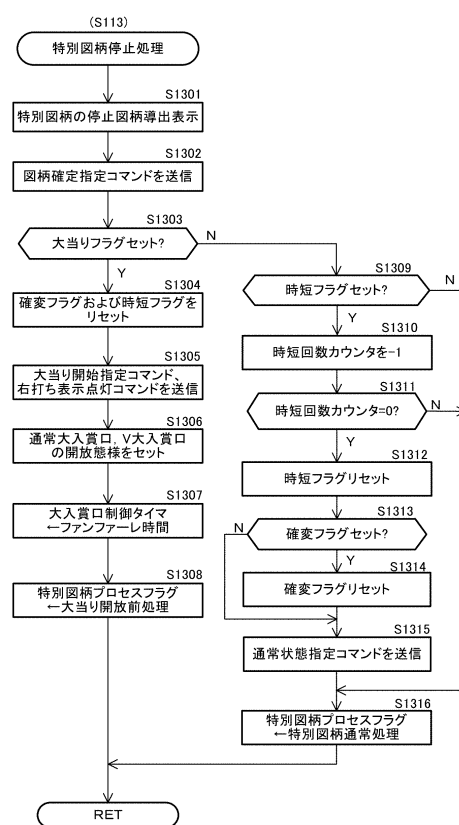 (S113)
特別図柄停止処理
S1301
特別図柄の停止図柄導出表示
S1302
図柄確定指定コマンドを送信
S1303
大当りフラグセット?
N
Y
S1304
確変フラグおよび時短フラグを
リセット
S1305
大当り開始指定コマンド、
右打ち表示点灯コマンドを送信
S1306
通常大入賞口,V大入賞口
の開放態様をセット
S1307
大入賞口制御タイマ
←ファンファーレ時間
S1308
特別図柄プロセスフラグ
←大当り開放前処理
S1309
時短フラグセット?
N
Y
S1310
時短回数カウンタを-1
S1311
時短回数カウンタ=0?
N
Y
S1312
時短フラグリセット
S1313
確変フラグセット?
N
Y
S1314
確変フラグリセット
S1315
通常状態指定コマンドを送信
S1316
特別図柄プロセスフラグ
←特別図柄通常処理
RET